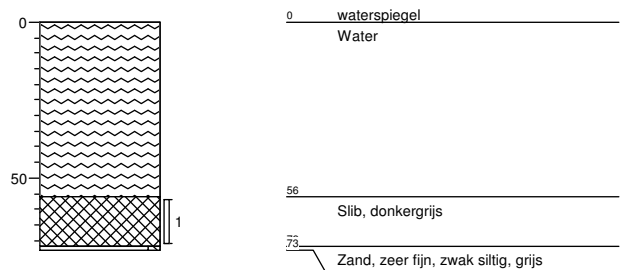 0
0 waterspiegel
Water
50
56
1
Slib, donkergrijs
73
Zand, zeer fijn, zwak siltig, grijs